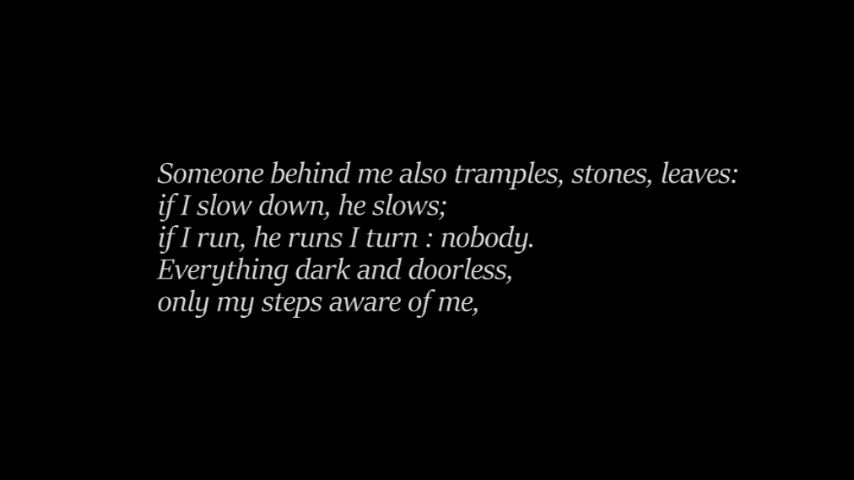 Someone behind me also tramples, stones, leaves:
if I slow down, he slows;
if I run, he runs I turn : nobody.
Everything dark and doorless,
only my steps aware of me,